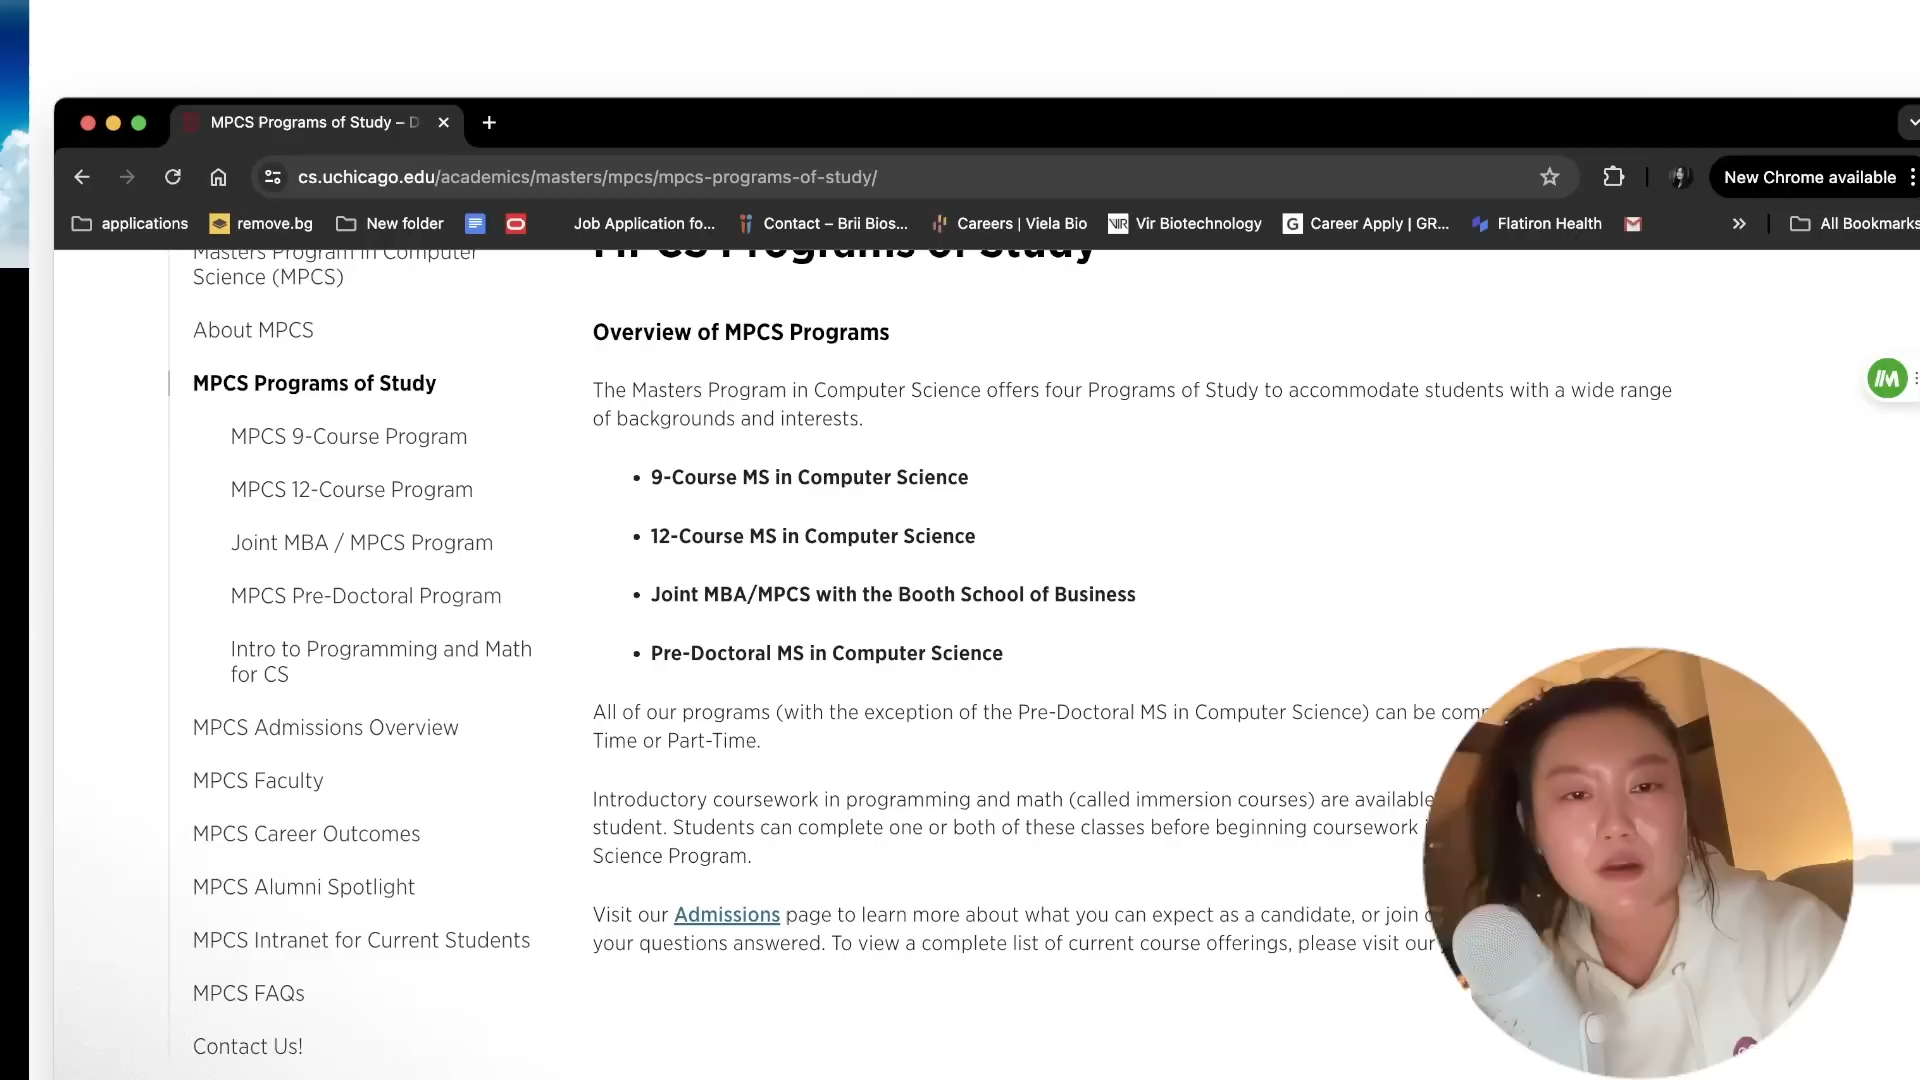 MPCS Programs of Study – D
cs.uchicago.edu/academics/masters/mpcs/mpcs-programs-of-study/
New Chrome available
applications
remove.bg
New folder
Job Application fo...
Contact – Brii Bios...
Careers | Viela Bio
VIR
Vir Biotechnology
G
Career Apply | GR...
Flatiron Health
All Bookmarks
Masters Program in Computer
Science (MPCS)
About MPCS
MPCS Programs of Study
MPCS 9-Course Program
MPCS 12-Course Program
Joint MBA / MPCS Program
MPCS Pre-Doctoral Program
Intro to Programming and Math
for CS
MPCS Admissions Overview
MPCS Faculty
MPCS Career Outcomes
MPCS Alumni Spotlight
MPCS Intranet for Current Students
MPCS FAQs
Contact Us!
MPCS Programs of Study
Overview of MPCS Programs
The Masters Program in Computer Science offers four Programs of Study to accommodate students with a wide range
of backgrounds and interests.
• 9-Course MS in Computer Science
• 12-Course MS in Computer Science
• Joint MBA/MPCS with the Booth School of Business
• Pre-Doctoral MS in Computer Science
All of our programs (with the exception of the Pre-Doctoral MS in Computer Science) can be
Time or Part-Time.
Introductory coursework in programming and math (called immersion courses) are available
student. Students can complete one or both of these classes before beginning coursework
Science Program.
Visit our Admissions page to learn more about what you can expect as a candidate, or join
your questions answered. To view a complete list of current course offerings, please visit our